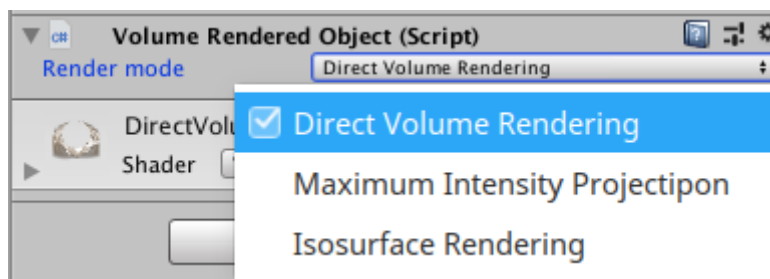 C# Volume Rendered Object (Script)
Render mode Direct Volume Rendering
DirectVolu
Direct Volume Rendering
Shader
Maximum Intensity Projectipon
Isosurface Rendering